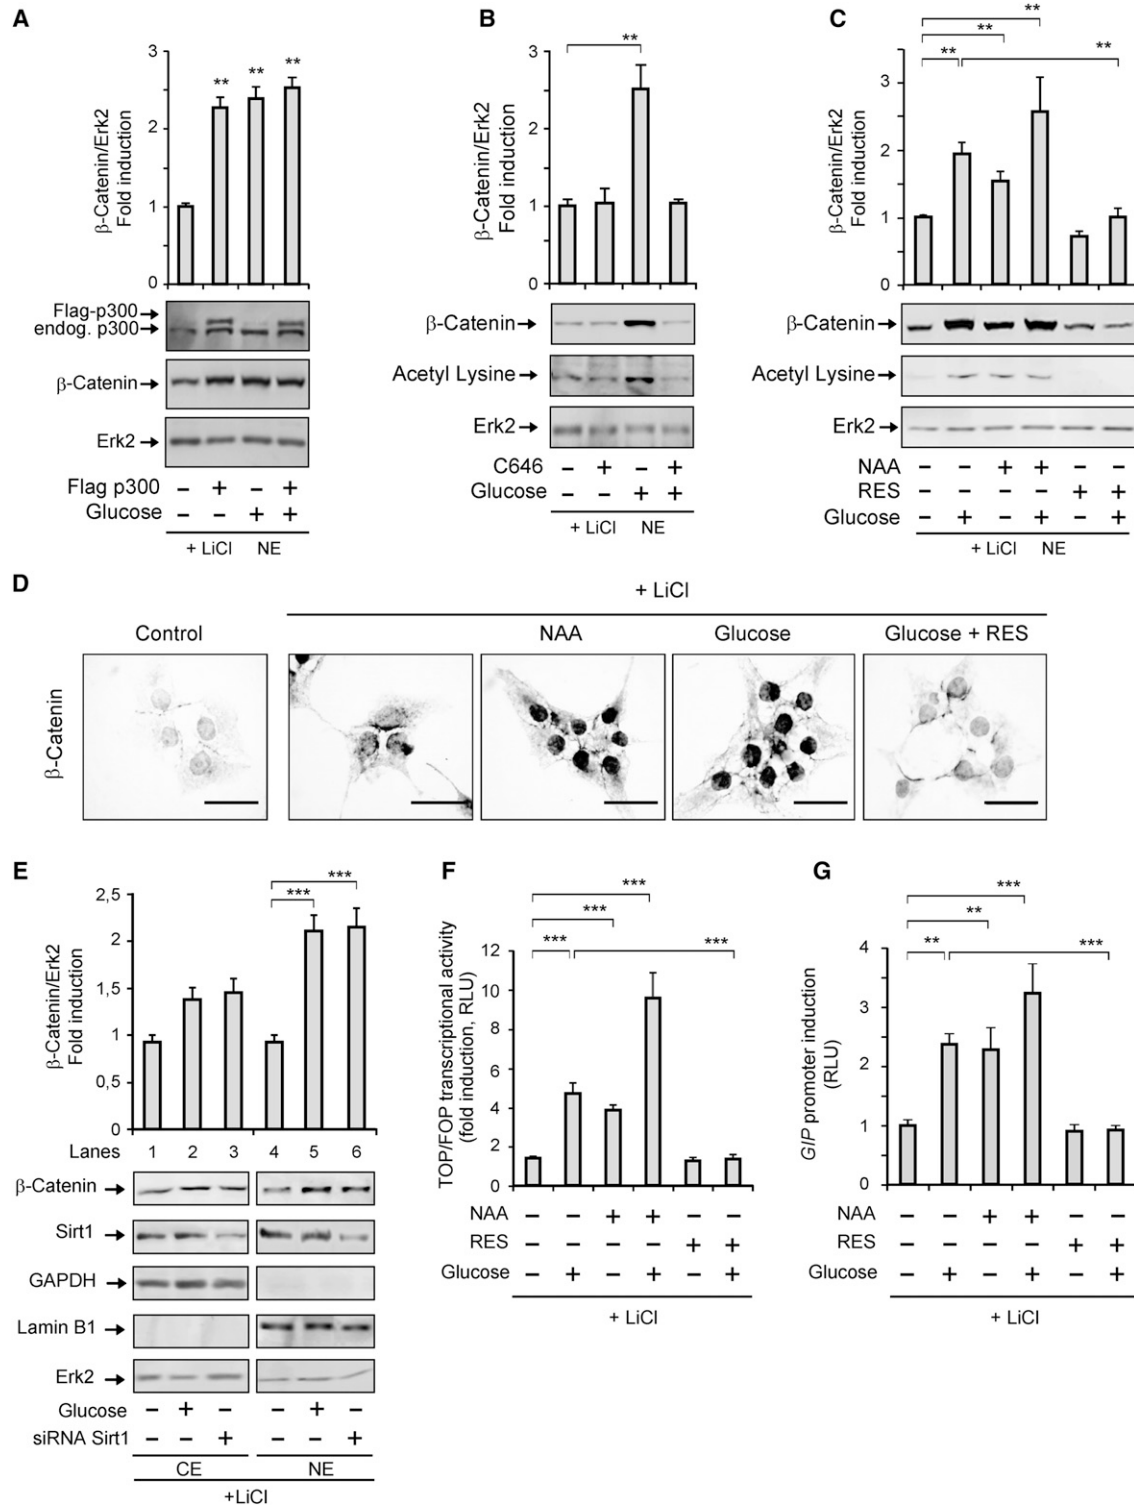 A
3
2
1
0
β-Catenin/Erk2
Fold induction
** ** **
Flag-p300
endog. p300
β-Catenin
Erk2
Flag p300 – + – +
Glucose – – + +
+ LiCl NE
B
3
2
1
0
β-Catenin/Erk2
Fold induction
**
β-Catenin
Acetyl Lysine
Erk2
C646 – + – +
Glucose – – + +
+ LiCl NE
C
3
2
1
0
β-Catenin/Erk2
Fold induction
**
**
** **
β-Catenin
Acetyl Lysine
Erk2
NAA – – + + – –
RES – – – – + +
Glucose – + – + – +
+ LiCl NE
D
+ LiCl
Control NAA Glucose Glucose + RES
β-Catenin
E
2,5
2
1,5
1
0,5
0
β-Catenin/Erk2
Fold induction
***
***
Lanes 1 2 3 4 5 6
β-Catenin
Sirt1
GAPDH
Lamin B1
Erk2
Glucose – + – – + –
siRNA Sirt1 – – + – – +
CE NE
+LiCl
F
12
10
8
6
4
2
0
TOP/FOP transcriptional activity
(fold induction, RLU)
***
***
*** ***
NAA – – + + – –
RES – – – – + +
Glucose – + – + – +
+ LiCl
G
4
3
2
1
0
GIP promoter induction
(RLU)
***
**
** ***
NAA – – + + – –
RES – – – – + +
Glucose – + – + – +
+ LiCl